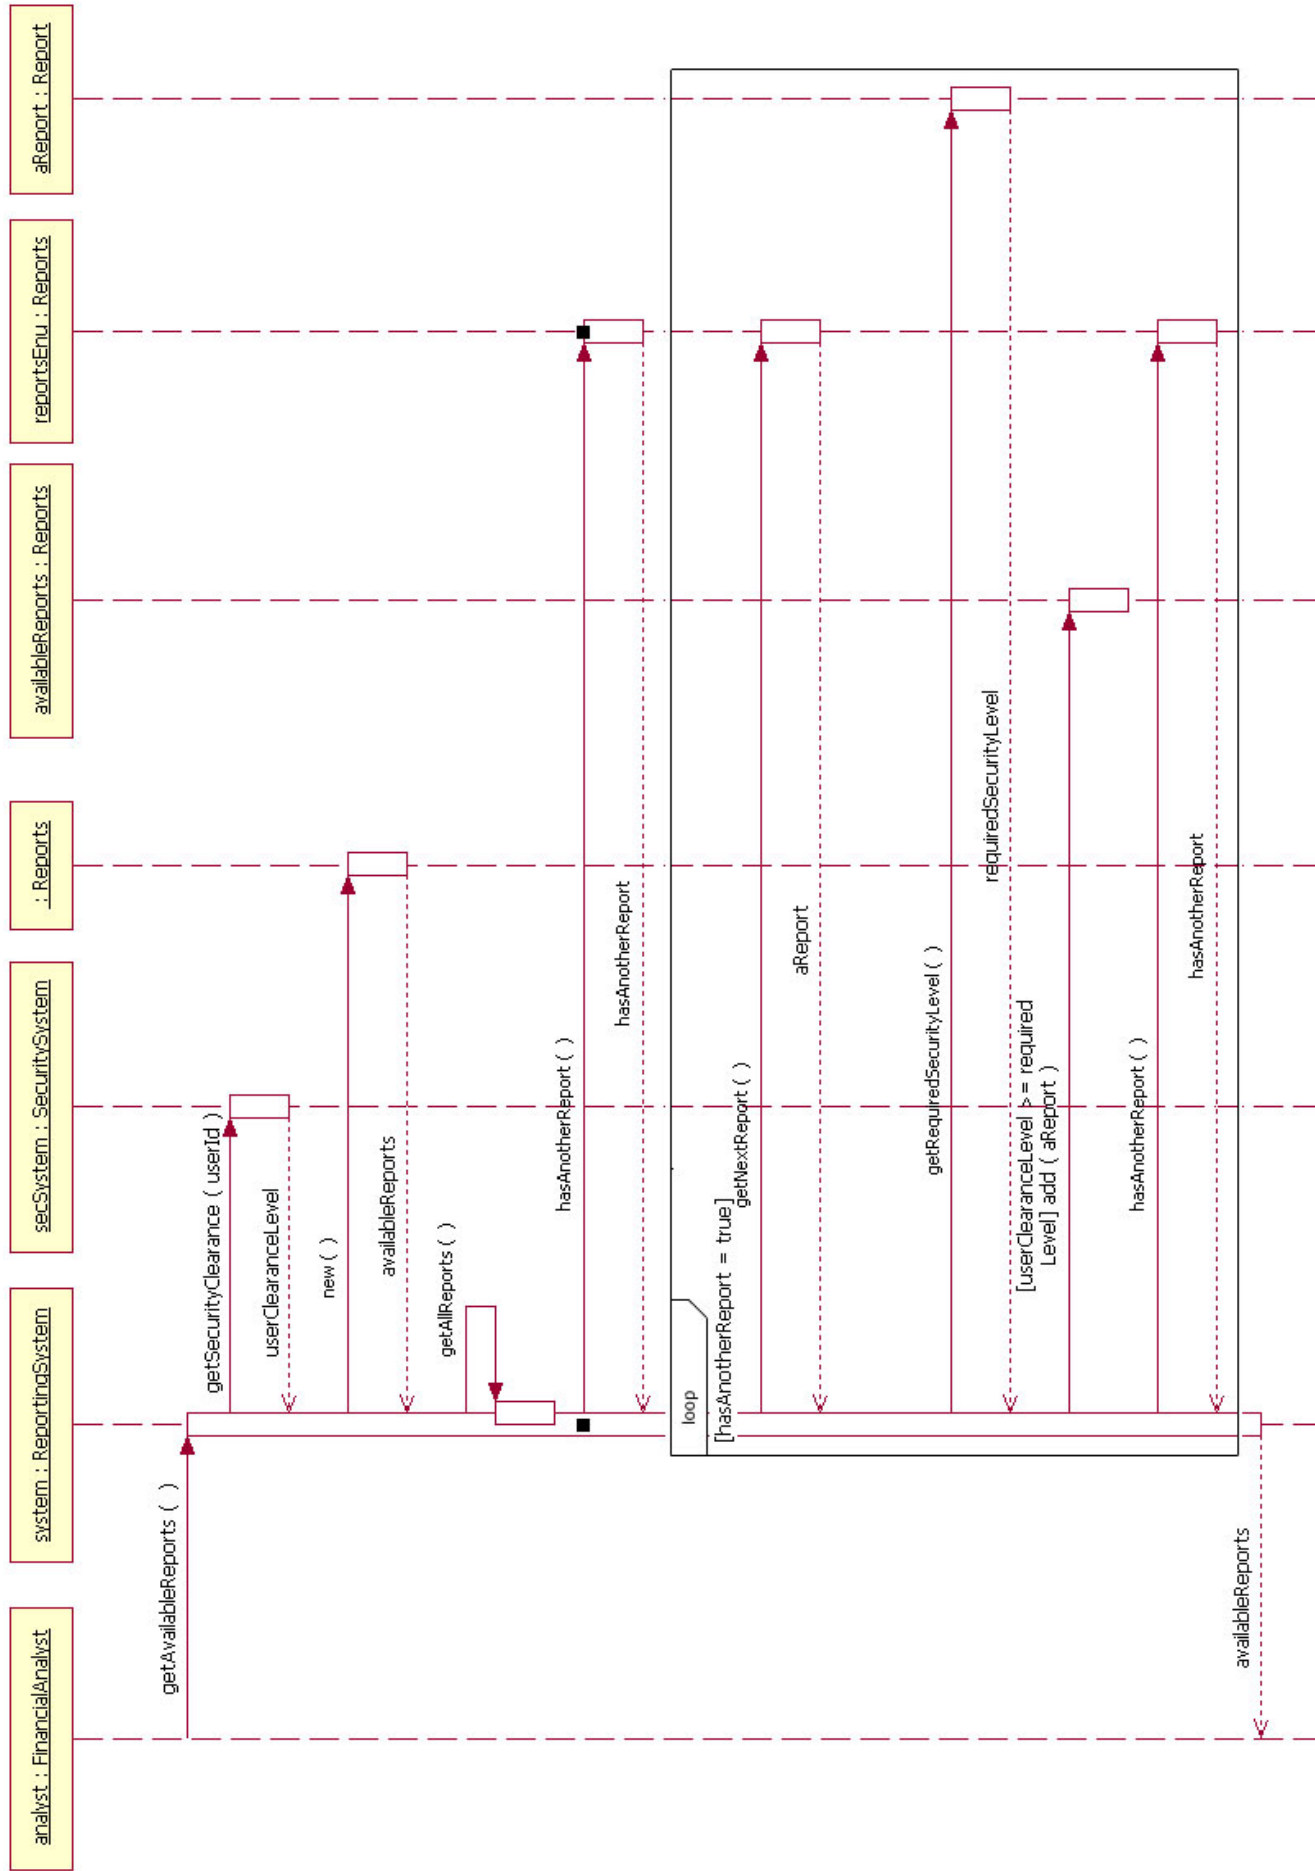 analyst : FinancialAnalyst
system : ReportingSystem
secSystem : SecuritySystem
: Reports
availableReports : Reports
reportsEnu : Reports
aReport : Report
getAvailableReports ( )
getSecurityClearance ( userId )
userClearanceLevel
new ( )
availableReports
getAllReports ( )
hasAnotherReport ( )
hasAnotherReport
loop
[hasAnotherReport = true]
getNextReport ( )
aReport
getRequiredSecurityLevel ( )
requiredSecurityLevel
[userClearanceLevel > = required
Level] add ( aReport )
hasAnotherReport ( )
hasAnotherReport
availableReports